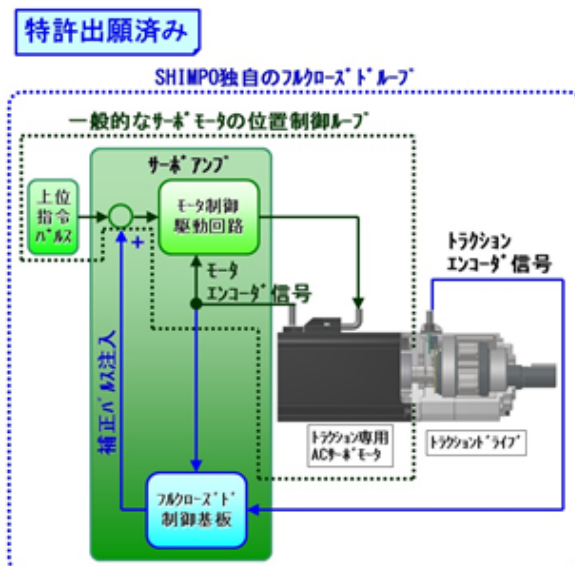 特許出願済み
SHIMPO独自のﾌﾙｸﾛｰｽﾞﾄﾞﾙｰﾌﾟ
一般的なｻｰﾎﾞﾓｰﾀの位置制御ﾙｰﾌﾟ
ｻｰﾎﾞｱﾝﾌﾟ
上位
指令
ﾊﾟﾙｽ
ﾓｰﾀ制御
駆動回路
+
ﾓｰﾀ
ｴﾝｺｰﾀﾞ信号
ﾄﾗｸｼｮﾝ
ｴﾝｺｰﾀﾞ信号
補正ﾊﾟﾙｽ注入
ﾄﾗｸｼｮﾝ専用
ACｻｰﾎﾞﾓｰﾀ
ﾄﾗｸｼｮﾝﾄﾞﾗｲﾌﾞ
ﾌﾙｸﾛｰｽﾞﾄﾞ
制御基板